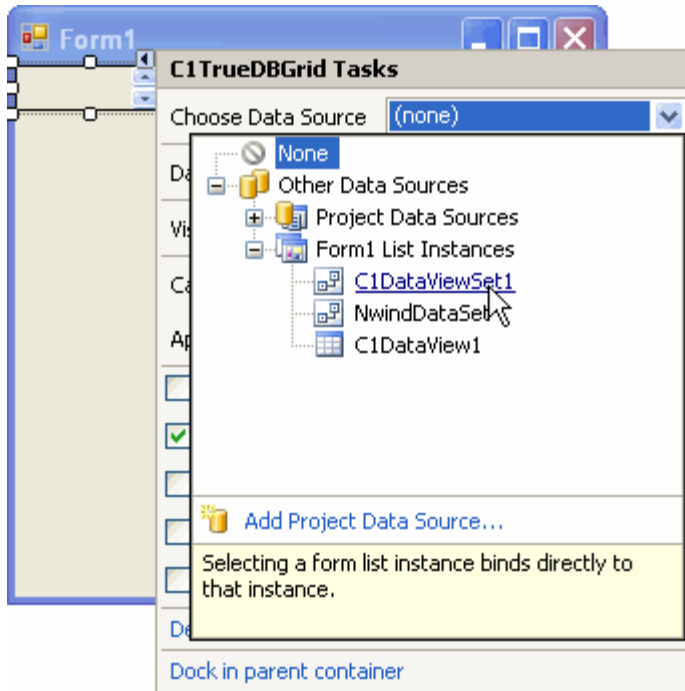 Form1
C1TrueDBGrid Tasks
Choose Data Source (none)
None
Other Data Sources
Project Data Sources
Form1 List Instances
C1DataViewSet1
NwindDataSet
C1DataView1
Add Project Data Source...
Selecting a form list instance binds directly to
that instance.
Dock in parent container